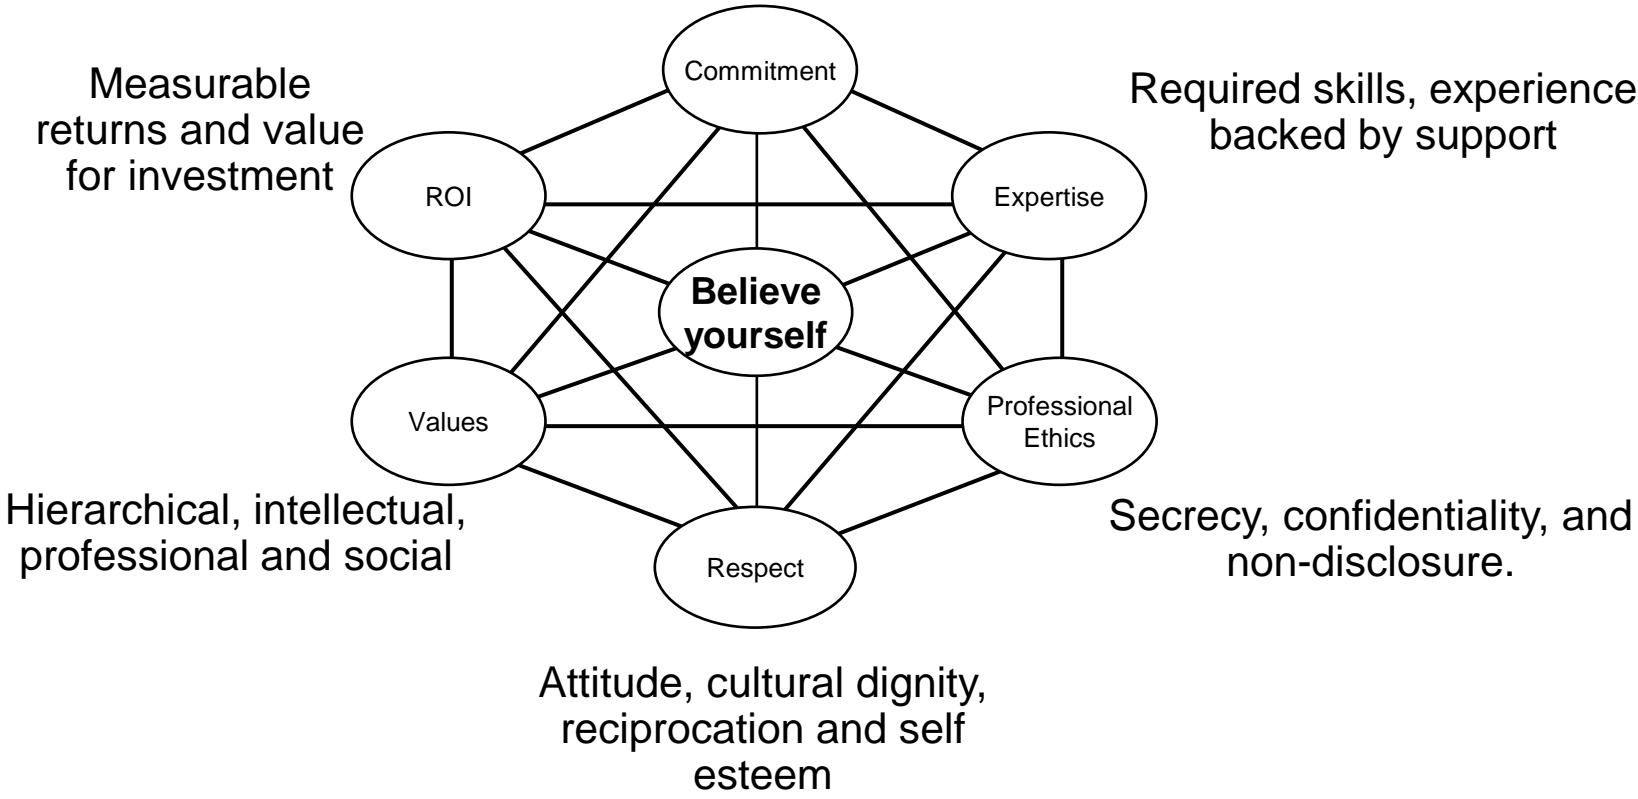 Commitment
Measurable
returns and value
for investment
Required skills, experience
backed by support
ROI
Expertise
Believe
yourself
Values
Professional
Ethics
Hierarchical, intellectual,
professional and social
Secrecy, confidentiality, and
non-disclosure.
Respect
Attitude, cultural dignity,
reciprocation and self
esteem